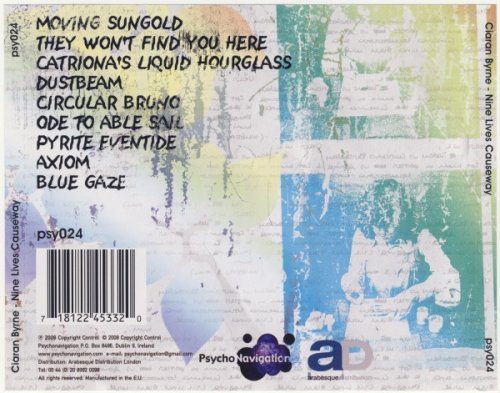 psy024
Ciaran Byrne - Nine Lives Causeway
MOVING SUNGOLD
THEY WON'T FIND YOU HERE
CATRIONA'S LIQUID HOURGLASS
DUSTBEAM
CIRCULAR BRUNO
ODE TO ABLE SAIL
PYRITE EVENTIDE
AXIOM
BLUE GAZE
psy024
7 18122 45332 0
℗ 2008 Copyright Control © 2008 Copyright Control
Psychonavigation. P.O. Box 8498, Dublin 9, Ireland
www.psychonavigation.com e-mail: psychonavigation@gmail.com
Distribution: Arabesque Distribution London
All rights reserved. Manufactured in the E.U.
Psycho Navigation
aD
arabesque
Ciaran Byrne - Nine Lives Causeway
psy024